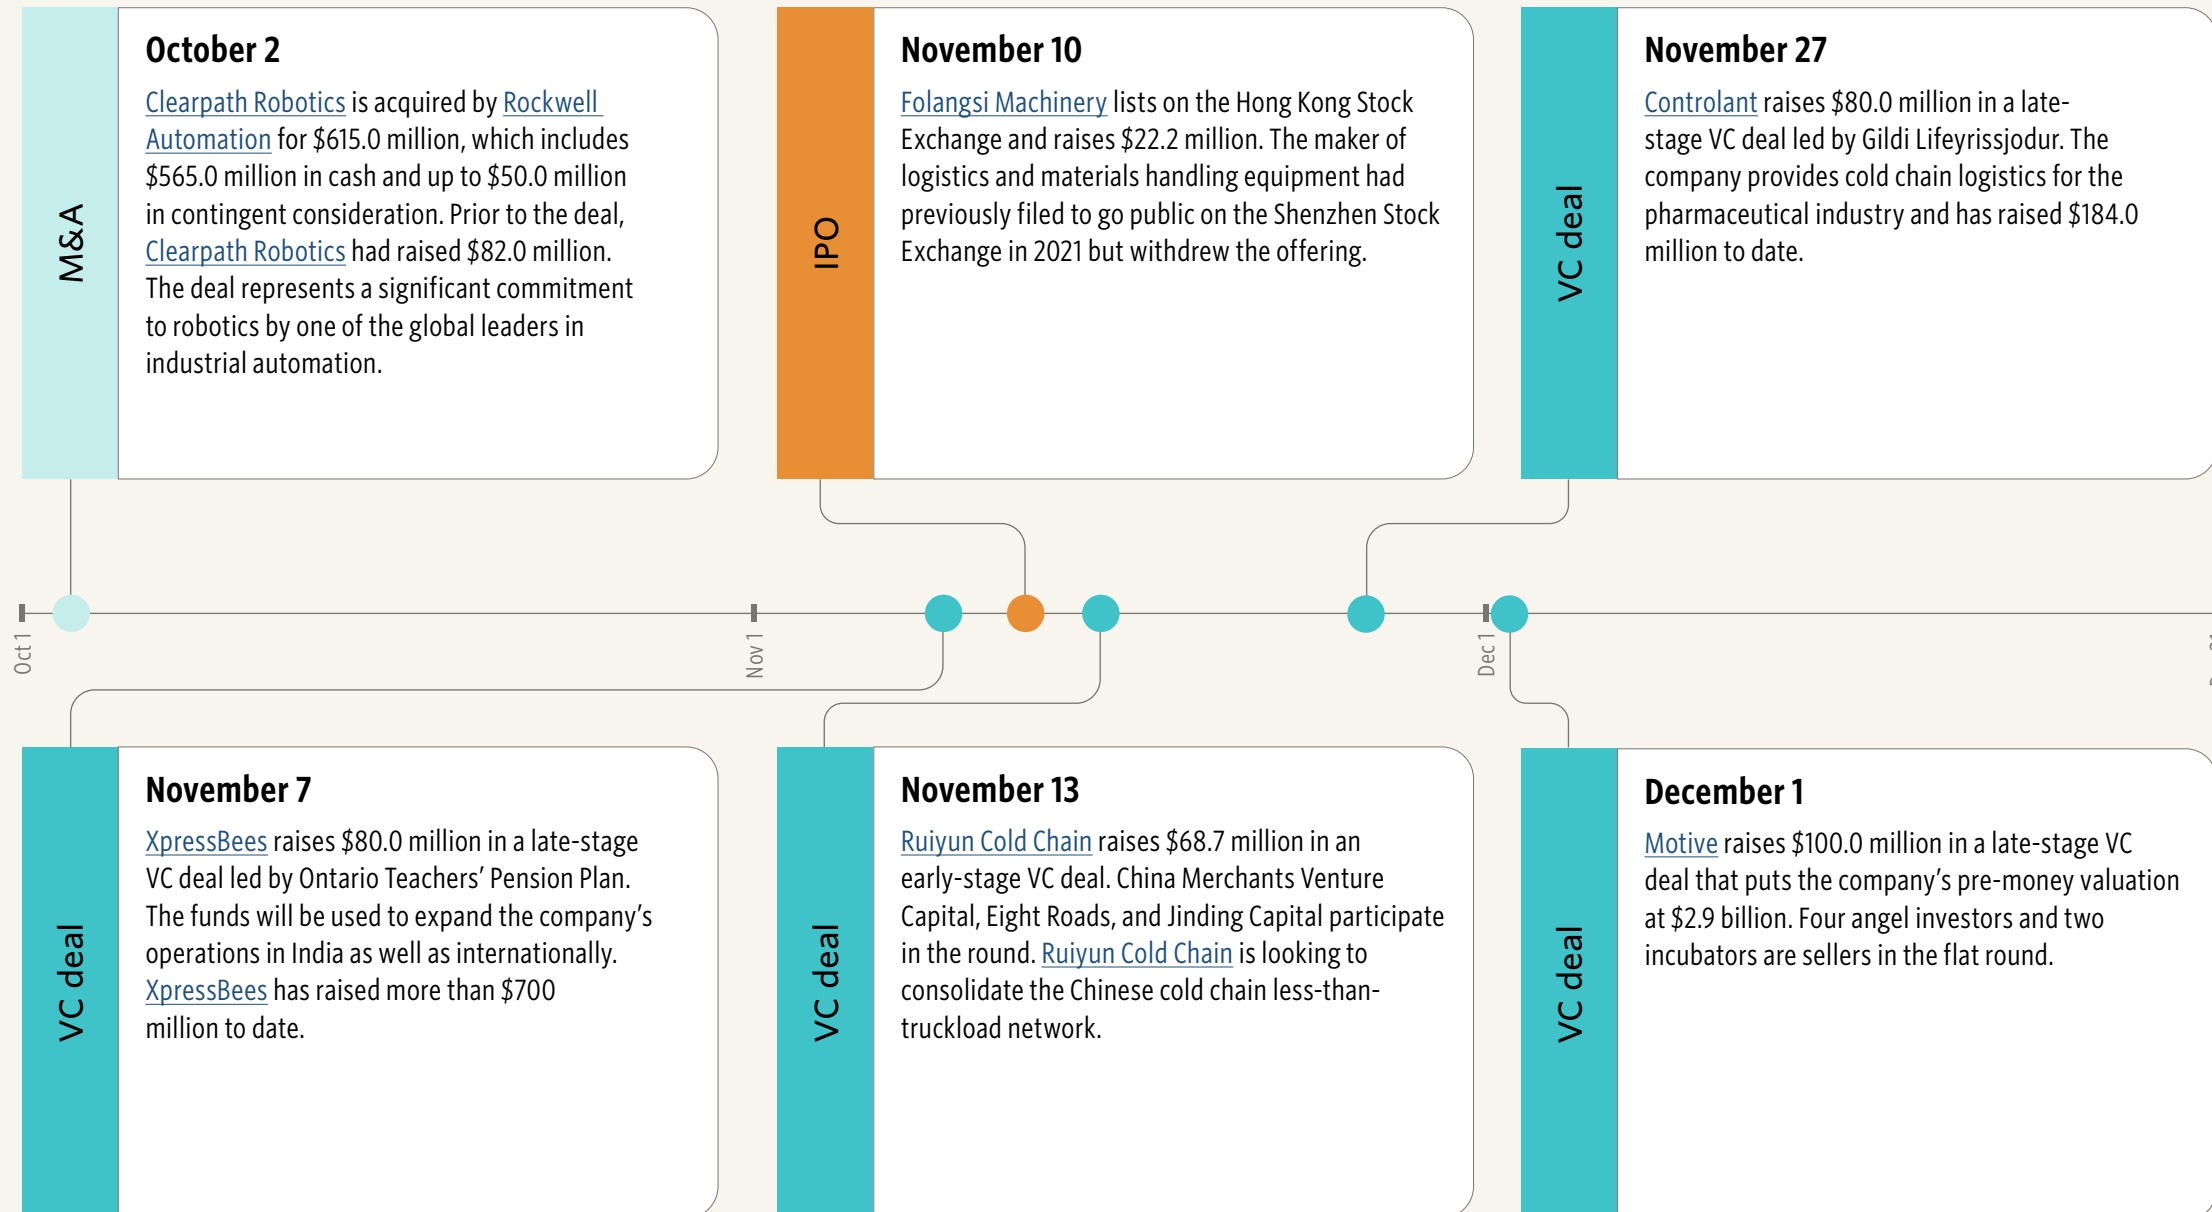 M&A
October 2
Clearpath Robotics is acquired by Rockwell
Automation for $615.0 million, which includes
$565.0 million in cash and up to $50.0 million
in contingent consideration. Prior to the deal,
Clearpath Robotics had raised $82.0 million.
The deal represents a significant commitment
to robotics by one of the global leaders in
industrial automation.
IPO
November 10
Folangsi Machinery lists on the Hong Kong Stock
Exchange and raises $22.2 million. The maker of
logistics and materials handling equipment had
previously filed to go public on the Shenzhen Stock
Exchange in 2021 but withdrew the offering.
VC deal
November 27
Controlant raises $80.0 million in a late-
stage VC deal led by Gildi Lifeyrissjodur. The
company provides cold chain logistics for the
pharmaceutical industry and has raised $184.0
million to date.
Oct 1
Nov 1
Dec 1
VC deal
November 7
XpressBees raises $80.0 million in a late-stage
VC deal led by Ontario Teachers’ Pension Plan.
The funds will be used to expand the company’s
operations in India as well as internationally.
XpressBees has raised more than $700
million to date.
VC deal
November 13
Ruiyun Cold Chain raises $68.7 million in an
early-stage VC deal. China Merchants Venture
Capital, Eight Roads, and Jinding Capital participate
in the round. Ruiyun Cold Chain is looking to
consolidate the Chinese cold chain less-than-
truckload network.
VC deal
December 1
Motive raises $100.0 million in a late-stage VC
deal that puts the company’s pre-money valuation
at $2.9 billion. Four angel investors and two
incubators are sellers in the flat round.